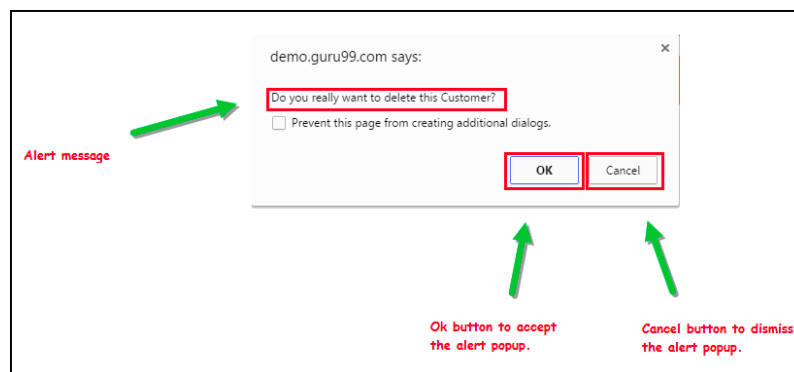 demo.guru99.com says:
×
Do you really want to delete this Customer?
Prevent this page from creating additional dialogs.
Alert message
OK
Cancel
Ok button to accept
the alert popup.
Cancel button to dismiss
the alert popup.